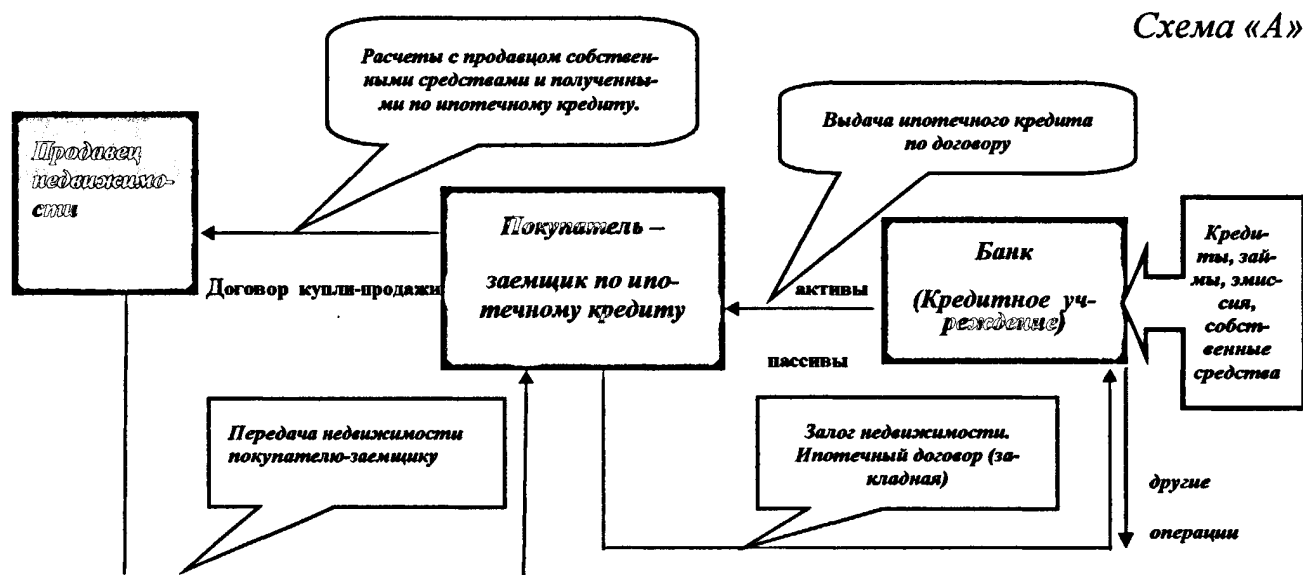 Схема «А»
Расчеты с продавцом собствен-
ными средствами и полученны-
ми по ипотечному кредиту.
Выдача ипотечного кредита
по договору
Продавец
недвижимо-
сти
Покупатель –
заемщик по ипо-
течному кредиту
Банк
(Кредитное уч-
реждение)
Креди-
ты, зай-
мы, эмис-
сия,
собст-
венные
средства
Договор купли-продажи
активы
пассивы
Передача недвижимости
покупателю-заемщику
Залог недвижимости.
Ипотечный договор (за-
кладная)
другие
операции